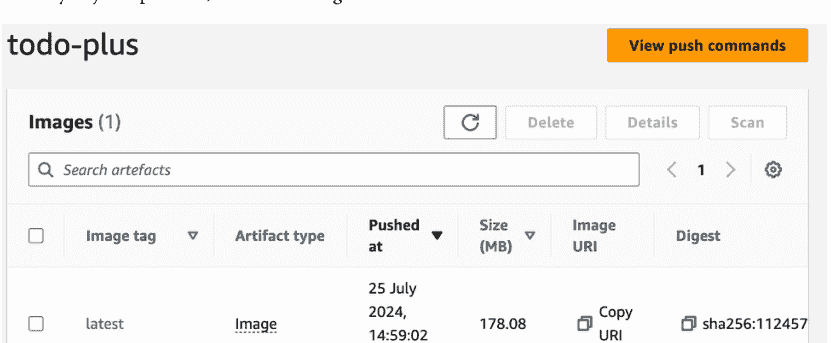 todo-plus
View push commands
Images (1)
Delete
Details
Scan
Search artefacts
1
Image tag
Artifact type
Pushed at
Size (MB)
Image URI
Digest
latest
Image
25 July 2024, 14:59:02
178.08
Copy URI
sha256:112457